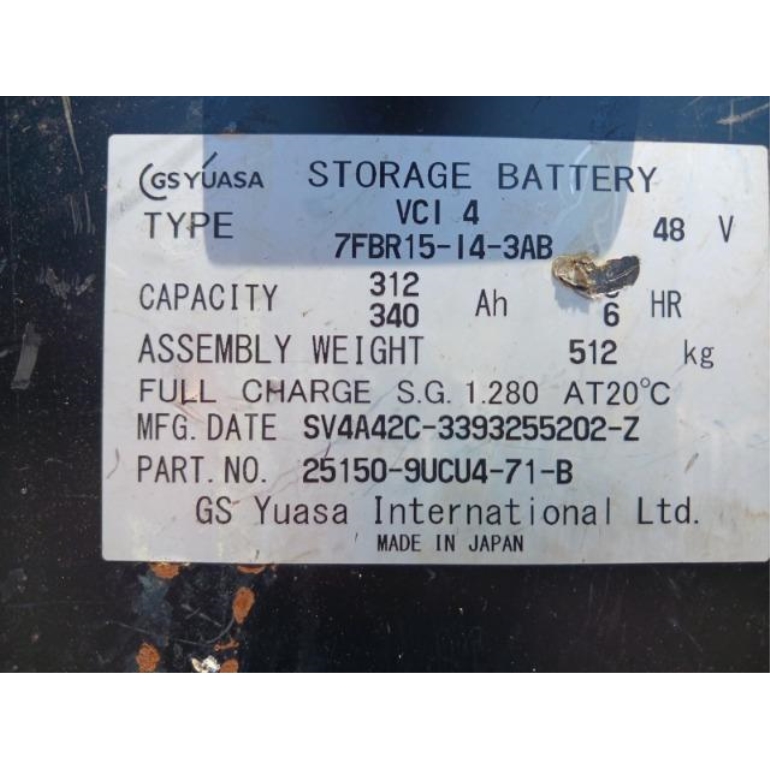 GS YUASA STORAGE BATTERY
TYPE VCI 4 48 V
7FBR15-14-3AB
CAPACITY 312 Ah HR
340 6
ASSEMBLY WEIGHT 512 kg
FULL CHARGE S.G. 1.280 AT20℃
MFG. DATE SV4A42C-3393255202-Z
PART. NO. 25150-9UCU4-71-B
GS Yuasa International Ltd.
MADE IN JAPAN